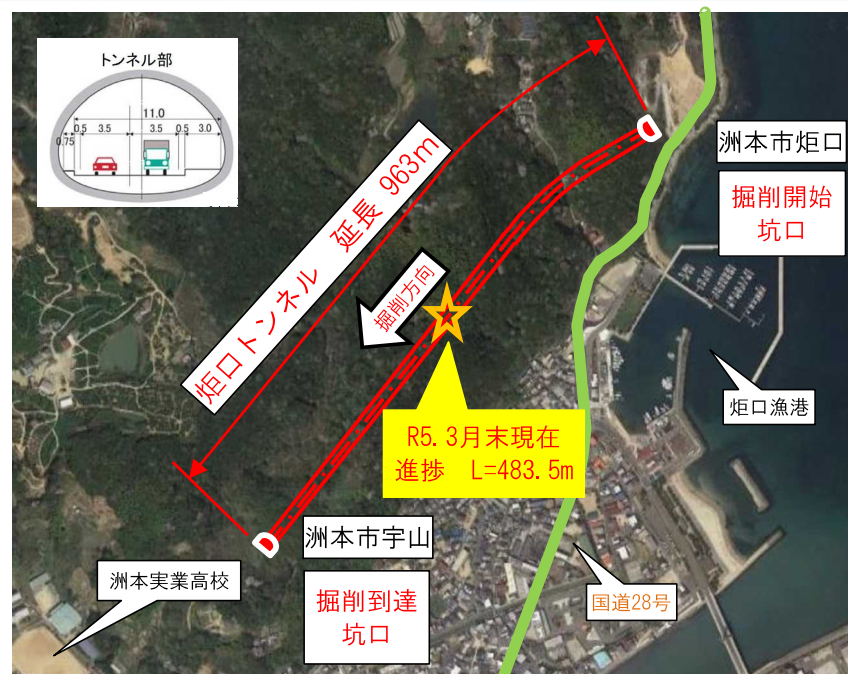 トンネル部
11.0
0.75
0.5
3.5
3.5
0.5
3.0
炬口トンネル 延長 963m
掘削方向
洲本市炬口
掘削開始
坑口
炬口漁港
R5.3月末現在
進捗 L=483.5m
洲本市宇山
掘削到達
坑口
洲本実業高校
国道28号